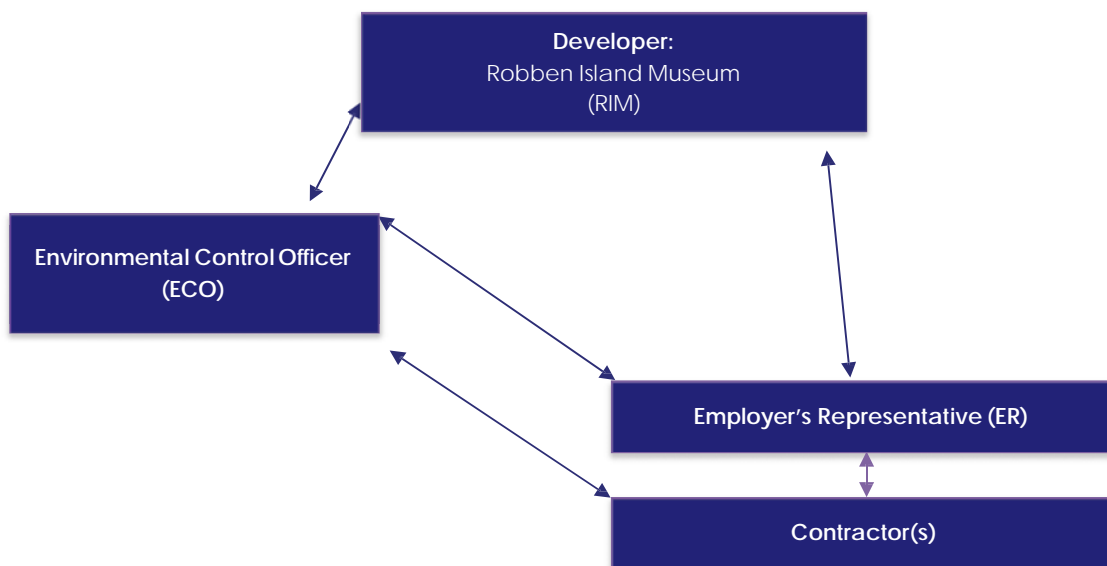 Developer:
Robben Island Museum
(RIM)
Environmental Control Officer
(ECO)
Employer’s Representative (ER)
Contractor(s)